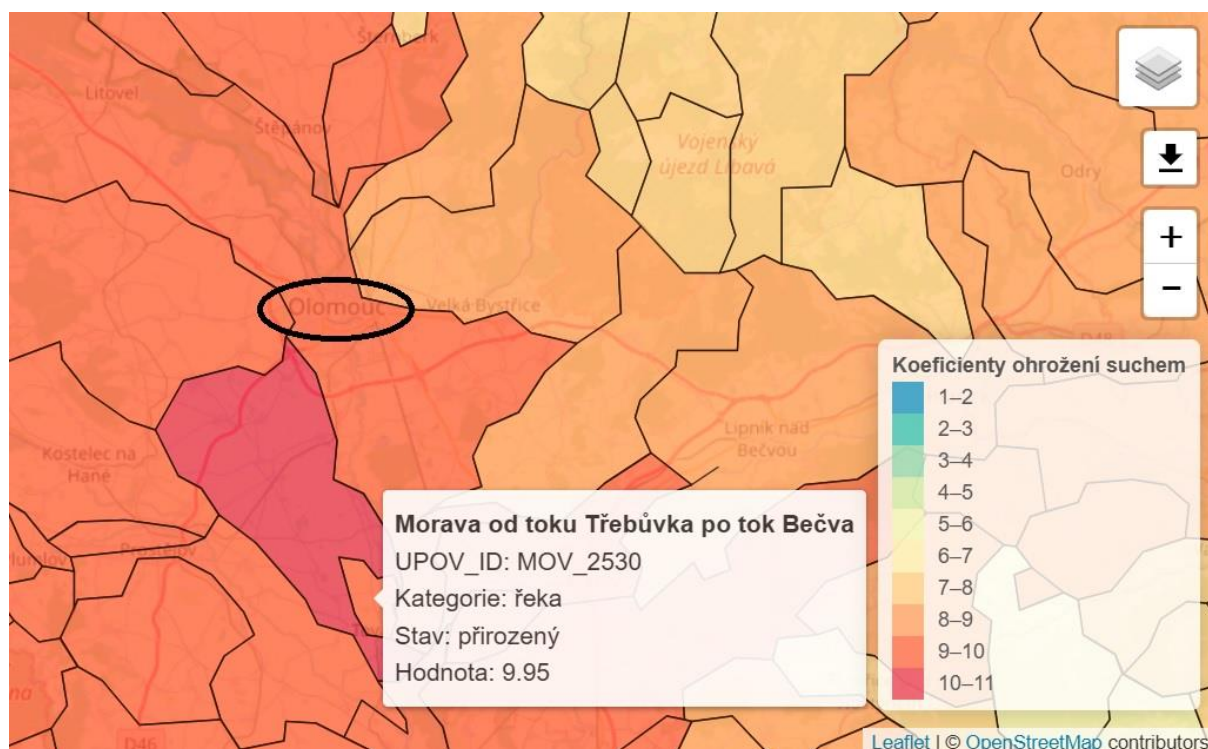 Šternberk
Litovel
Štěpánov
Vojenský
újezd Libavá
Odry
Olomouc
Velká Bystřice
D48
Kostelec na
Hané
Lipník nad
Bečvou
Prostějov
D46
Koeficienty ohrožení suchem
1–2
2–3
3–4
4–5
5–6
6–7
7–8
8–9
9–10
10–11
Morava od toku Třebůvka po tok Bečva
UPOV_ID: MOV_2530
Kategorie: řeka
Stav: přirozený
Hodnota: 9.95
+
−
Leaflet | © OpenStreetMap contributors